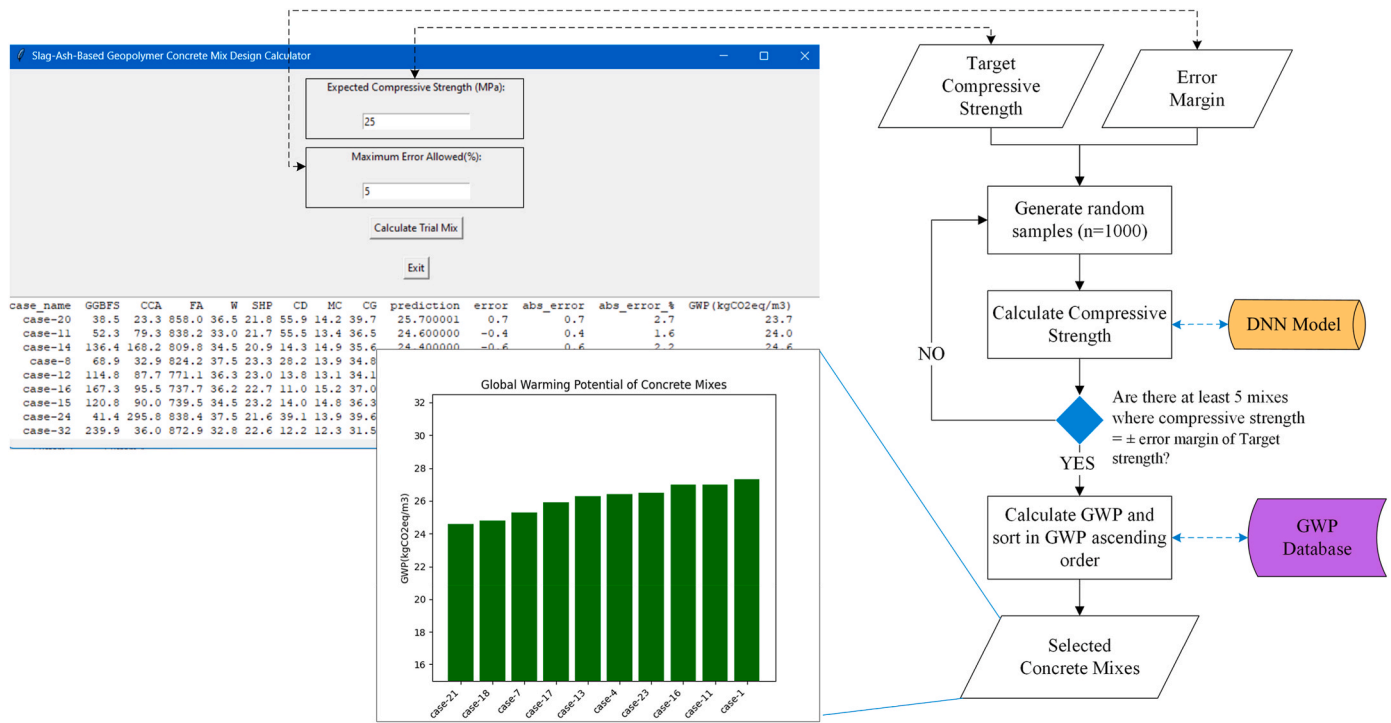 Slag-Ash-Based Geopolymer Concrete Mix Design Calculator
Expected Compressive Strength (MPa):
25
Maximum Error Allowed(%):
5
Calculate Trial Mix
Exit
case_name GGBFS CCA FA W SHP CD MC CG prediction error abs_error abs_error_% GWP(kgCO2eq/m3)
case-20 38.5 23.3 858.0 36.5 21.8 55.9 14.2 39.7 25.700001 0.7 0.7 2.7 23.7
case-11 52.3 79.3 838.2 33.0 21.7 55.5 13.4 36.5 24.600000 -0.4 0.4 1.6 24.0
case-14 136.4 168.2 809.8 34.5 20.9 14.3 14.9 35.6 24.400000 -0.6 0.6 2.2 24.6
case-8 68.9 32.9 824.2 37.5 23.3 28.2 13.9 34.8
case-12 114.8 87.7 771.1 36.3 23.0 13.8 13.1 34.1
case-16 167.3 95.5 737.7 36.2 22.7 11.0 15.2 37.0
case-15 120.8 90.0 739.5 34.5 23.2 14.0 14.8 36.3
case-24 41.4 295.8 838.4 37.5 21.6 39.1 13.9 39.6
case-32 239.9 36.0 872.9 32.8 22.6 12.2 12.3 31.5
Global Warming Potential of Concrete Mixes
GWP(kgCO2eq/m3)
32
30
28
26
24
22
20
18
16
case-21
case-18
case-7
case-17
case-13
case-4
case-23
case-16
case-11
case-1
Target
Compressive
Strength
Error
Margin
Generate random
samples (n=1000)
Calculate Compressive
Strength
DNN Model
NO
Are there at least 5 mixes
where compressive strength
= ± error margin of Target
strength?
YES
Calculate GWP and
sort in GWP ascending
order
GWP
Database
Selected
Concrete Mixes